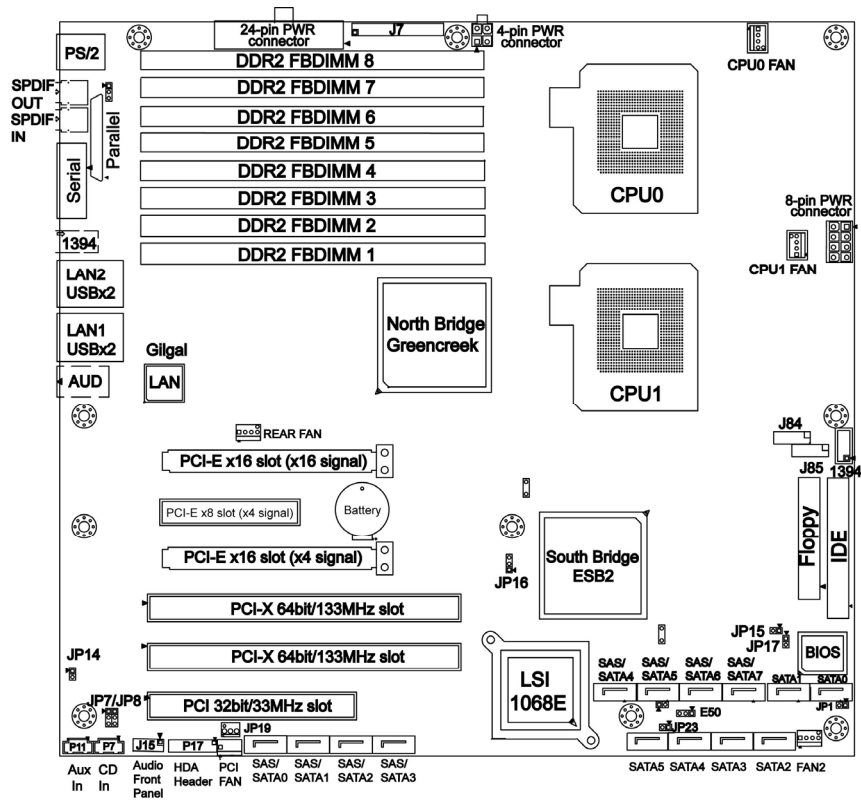 24-pin PWR
connector
J7
4-pin PWR
connector
PS/2
CPU0 FAN
DDR2 FBDIMM 8
SPDIF
OUT
DDR2 FBDIMM 7
SPDIF
IN
DDR2 FBDIMM 6
Parallel
DDR2 FBDIMM 5
Serial
DDR2 FBDIMM 4
DDR2 FBDIMM 3
CPU0
8-pin PWR
connector
DDR2 FBDIMM 2
1394
DDR2 FBDIMM 1
CPU1 FAN
LAN2
USBx2
North Bridge
Greencreek
LAN1
USBx2
Gilgal
LAN
AUD
CPU1
J84
REAR FAN
PCI-E x16 slot (x16 signal)
J85
1394
PCI-E x8 slot (x4 signal)
Battery
Floppy
IDE
PCI-E x16 slot (x4 signal)
South Bridge
ESB2
JP16
PCI-X 64bit/133MHz slot
JP15
JP17
BIOS
JP14
PCI-X 64bit/133MHz slot
LSI
1068E
SAS/
SATA4
SAS/
SATA5
SAS/
SATA6
SAS/
SATA7
SATA1
SATA0
JP7/JP8
PCI 32bit/33MHz slot
JP1
E50
JP19
JP23
P11
P7
J15
P17
Aux
In
CD
In
Audio
Front
Panel
HDA
Header
PCI
FAN
SAS/
SATA0
SAS/
SATA1
SAS/
SATA2
SAS/
SATA3
SATA5
SATA4
SATA3
SATA2
FAN2